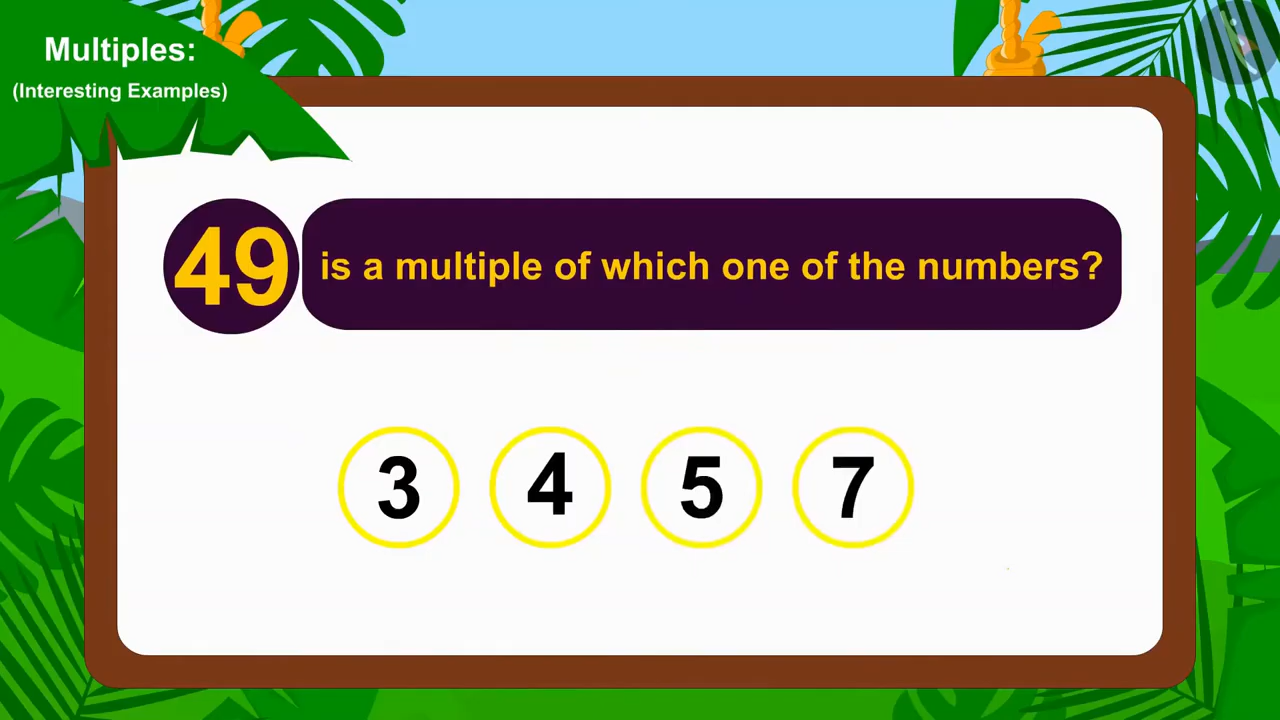 Multiples:
(Interesting Examples)
49 is a multiple of which one of the numbers?
3 4 5 7